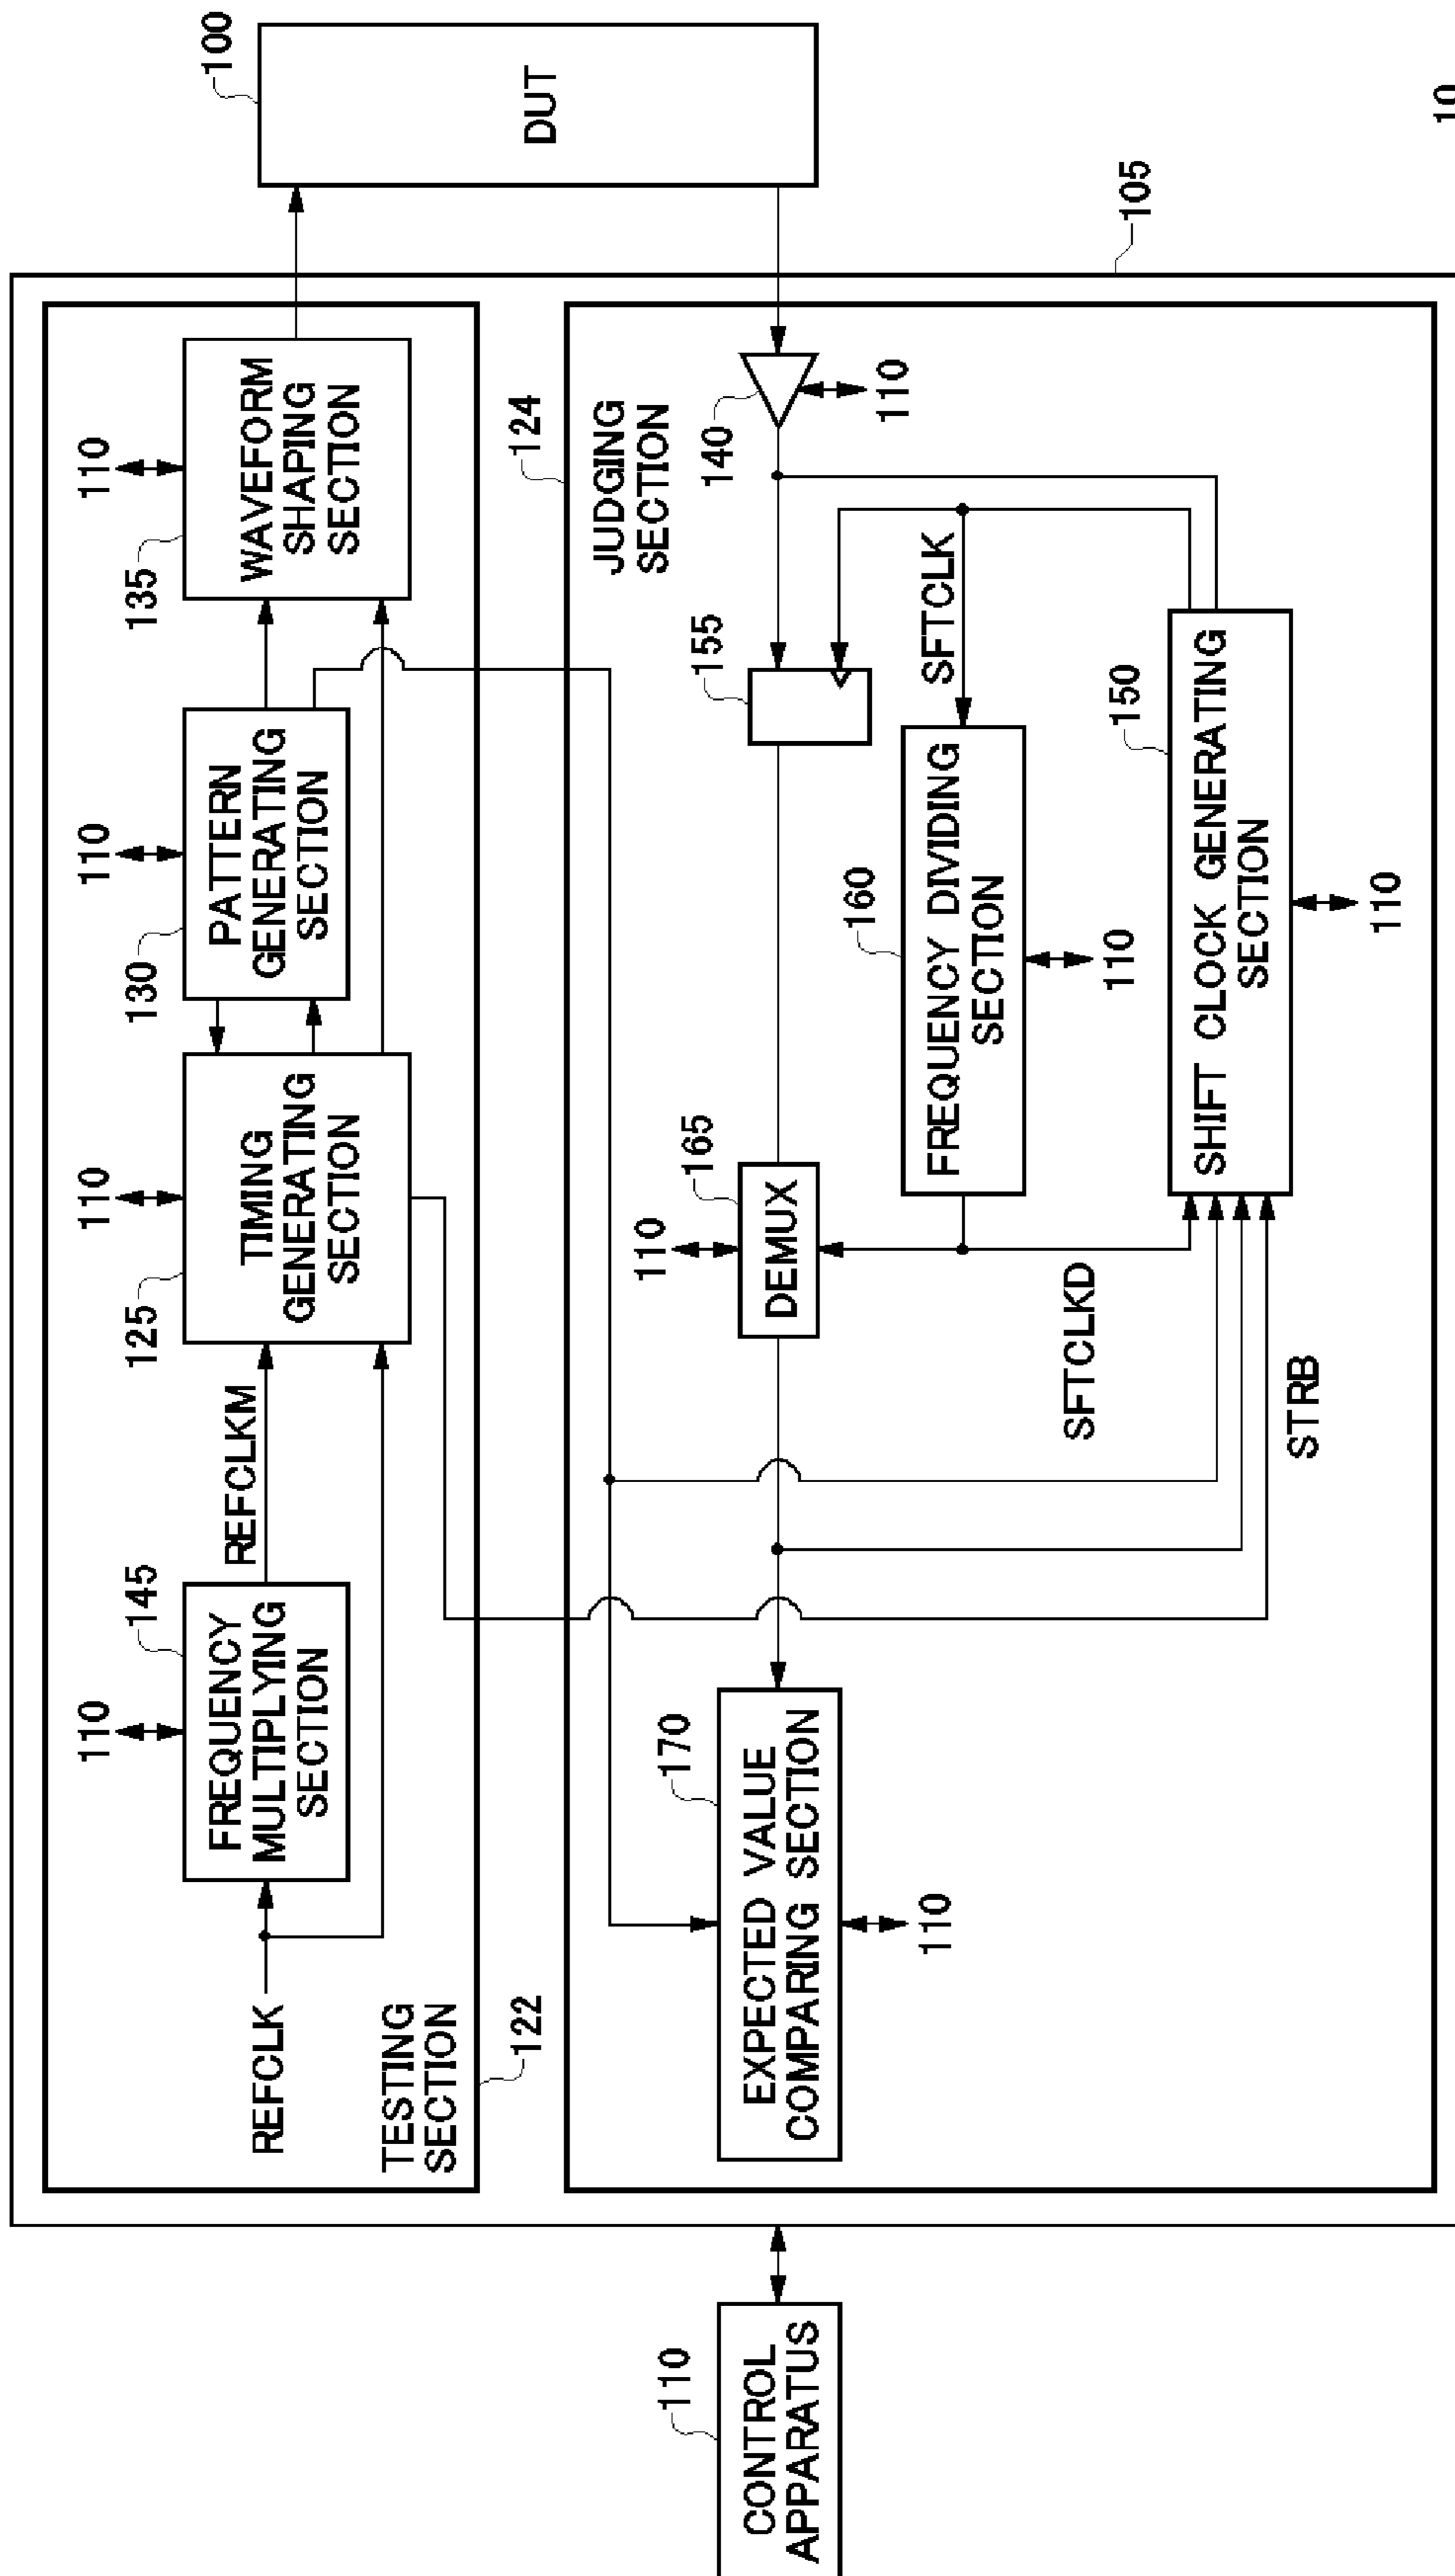 110
CONTROL
APPARATUS
105
10
100
DUT
TESTING
SECTION
122
REFCLK
110
145
FREQUENCY
MULTIPLYING
SECTION
REFCLKM
110
125
TIMING
GENERATING
SECTION
110
130
PATTERN
GENERATING
SECTION
110
135
WAVEFORM
SHAPING
SECTION
124
JUDGING
SECTION
170
EXPECTED VALUE
COMPARING SECTION
110
110
165
DEMUX
155
140
110
SFTCLK
160
FREQUENCY DIVIDING
SECTION
110
SFTCLKD
STRB
150
SHIFT CLOCK GENERATING
SECTION
110